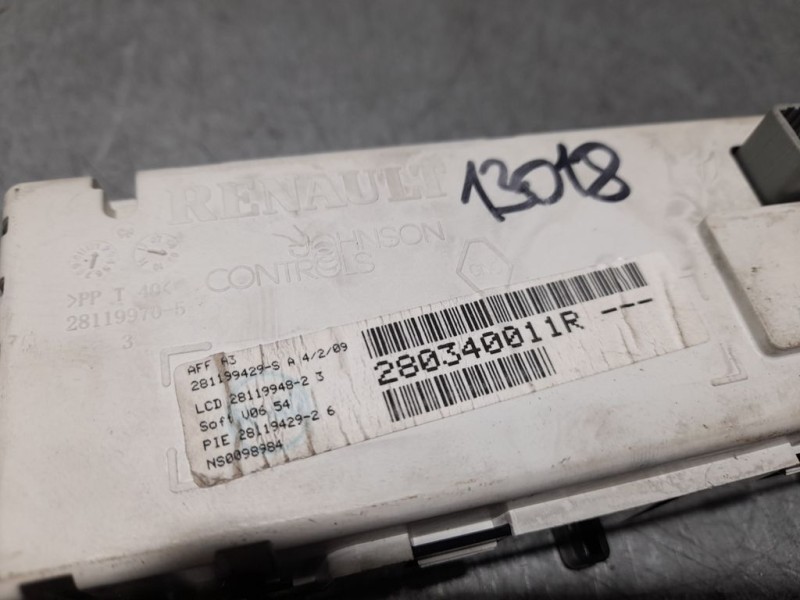 RENAULT
13018
JOHNSON
CONTROLS
>PP T 40<
28119970-5
3
AFF A3
281199429-S A 4/2/09
LCD 28119948-2 3
Soft V06 54
PIE 28119429-2 6
NS0098984
280340011R ---